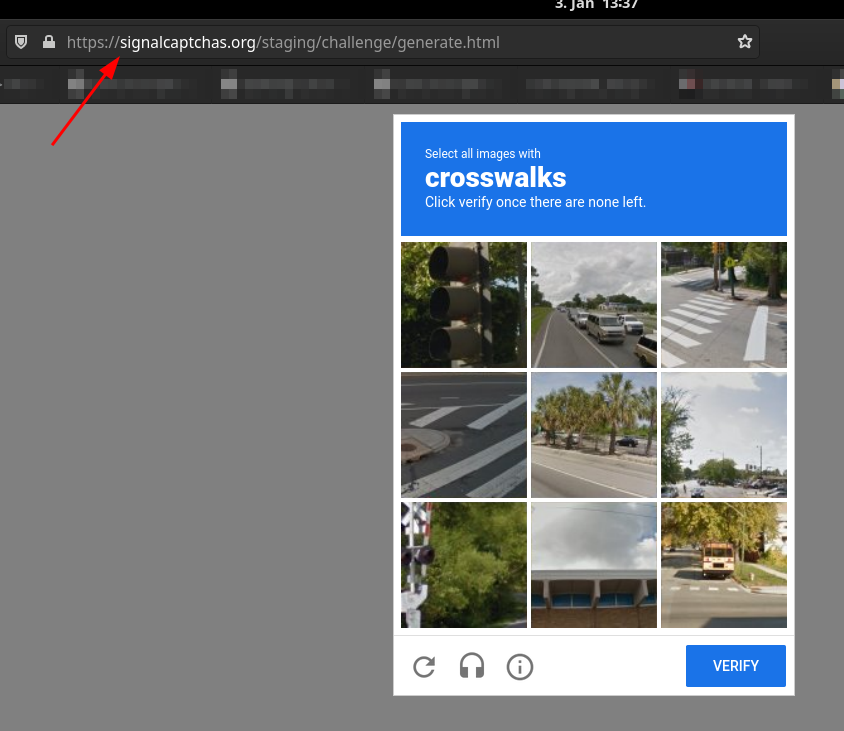 3. Jan 13:37
https://signalcaptchas.org/staging/challenge/generate.html
Select all images with
crosswalks
Click verify once there are none left.
VERIFY